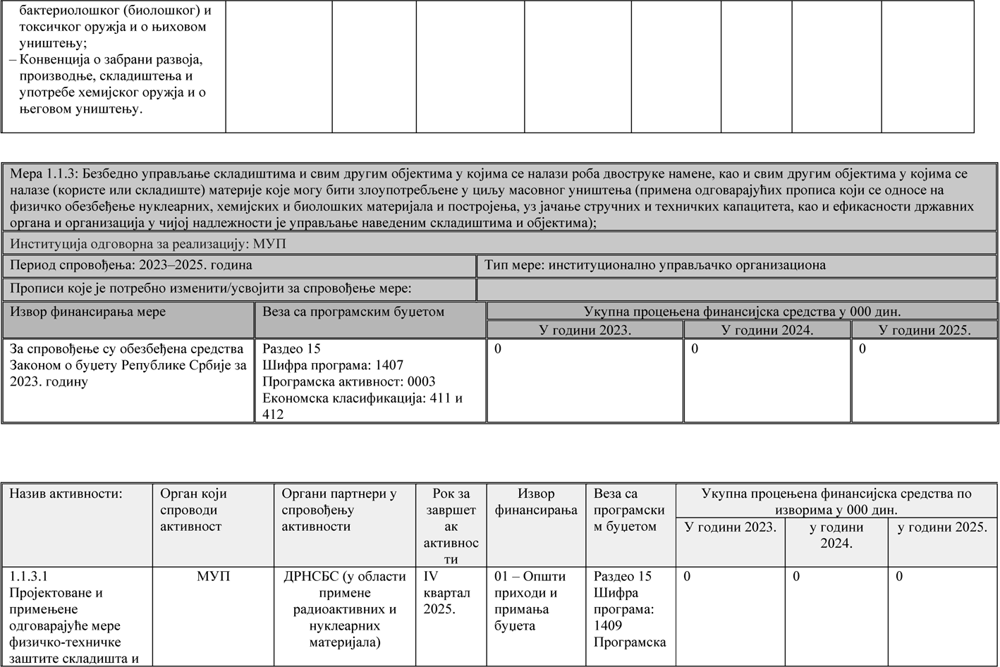 бактериолошког (биолошког) и
токсичког оружја и о њиховом
уништењу;
– Конвенција о забрани развоја,
производње, складиштења и
употребе хемијског оружја и о
његовом уништењу.
Мера 1.1.3: Безбедно управљање складиштима и свим другим објектима у којима се налази роба двоструке намене, као и свим другим објектима у којима се
налазе (користе или складиште) материје које могу бити злоупотребљене у циљу масовног уништења (примена одговарајућих прописа који се односе на
физичко обезбеђење нуклеарних, хемијских и биолошких материјала и постројења, уз јачање стручних и техничких капацитета, као и ефикасности државних
органа и организација у чијој надлежности је управљање наведеним складиштима и објектима);
Институција одговорна за реализацију: МУП
Период спровођења: 2023–2025. година
Тип мере: институционално управљачко организациона
Прописи које је потребно изменити/усвојити за спровођење мере:
Извор финансирања мере
Веза са програмским буџетом
Укупна процењена финансијска средства у 000 дин.
У години 2023.
У години 2024.
У години 2025.
За спровођење су обезбеђена средства
Законом о буџету Републике Србије за
2023. годину
Раздео 15
Шифра програма: 1407
Програмска активност: 0003
Економска класификација: 411 и
412
0
0
0
Назив активности:
Орган који
спроводи
активност
Органи партнери у
спровођењу
активности
Рок за
завршет
ак
активнос
ти
Извор
финансирања
Веза са
програмски
м буџетом
Укупна процењена финансијска средства по
изворима у 000 дин.
У години 2023.
у години
2024.
у години 2025.
1.1.3.1
Пројектоване и
примењене
одговарајуће мере
физичко-техничке
заштите складишта и
МУП
ДРНСБС (у области
примене
радиоактивних и
нуклеарних
материјала)
IV
квартал
2025.
01 – Општи
приходи и
примања
буџета
Раздео 15
Шифра
програма:
1409
Програмска
0
0
0